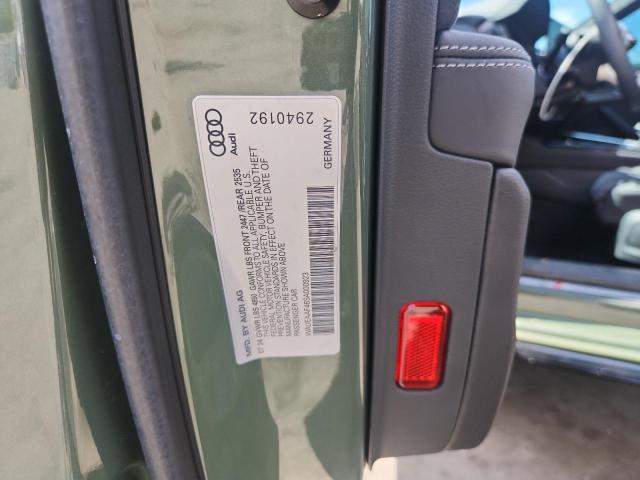 MFD. BY AUDI AG
07 24 GVWR LBS 4850 GAWR LBS FRONT 2447 /REAR 2535
THIS VEHICLE CONFORMS TO ALL APPLICABLE U.S.
FEDERAL MOTOR VEHICLE SAFETY, BUMPER AND THEFT
PREVENTION STANDARDS IN EFFECT ON THE DATE OF
MANUFACTURE SHOWN ABOVE
PASSENGER CAR
GERMANY
Audi
2940192